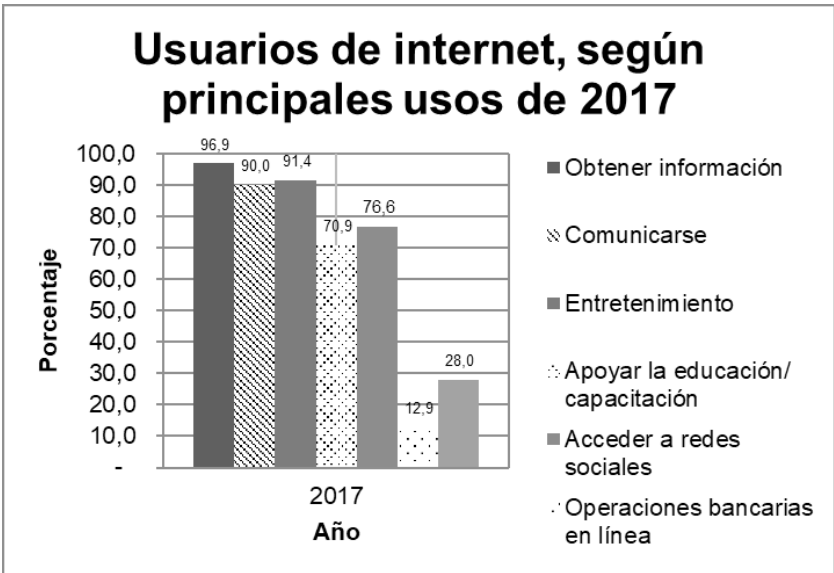 Usuarios de internet, según
principales usos de 2017
96,9
90,0
91,4
70,9
76,6
12,9
28,0
100,0
90,0
80,0
70,0
60,0
50,0
40,0
30,0
20,0
10,0
-
Porcentaje
2017
Año
Obtener información
Comunicarse
Entretenimiento
Apoyar la educación/
capacitación
Acceder a redes
sociales
Operaciones bancarias
en línea